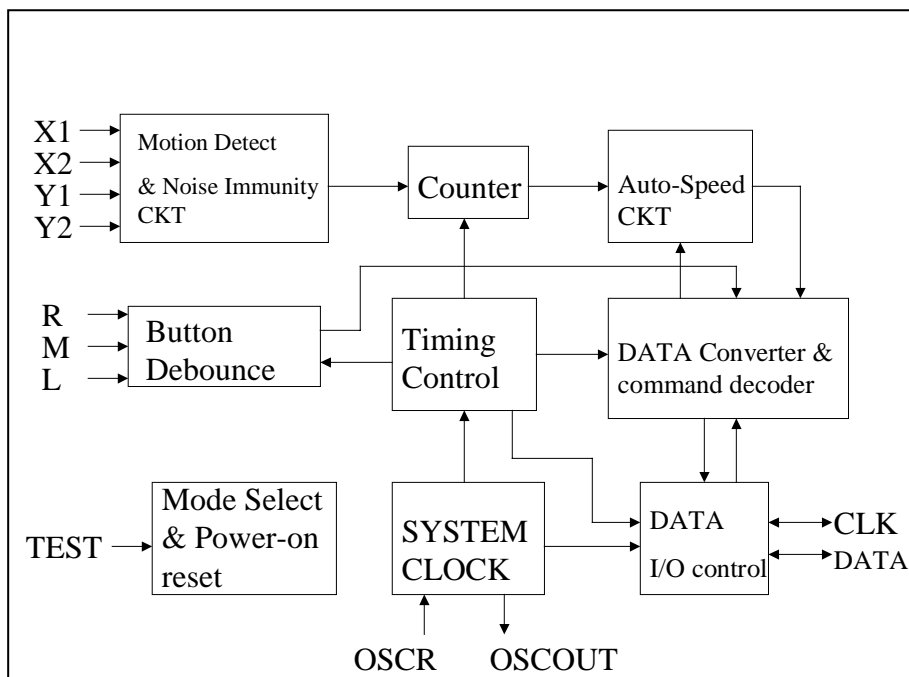 X1
X2
Y1
Y2
Motion Detect
& Noise Immunity
CKT
Counter
Auto-Speed
CKT
R
M
L
Button
Debounce
Timing
Control
DATA Converter &
command decoder
TEST
Mode Select
& Power-on
reset
SYSTEM
CLOCK
DATA
I/O control
CLK
DATA
OSCR
OSCOUT